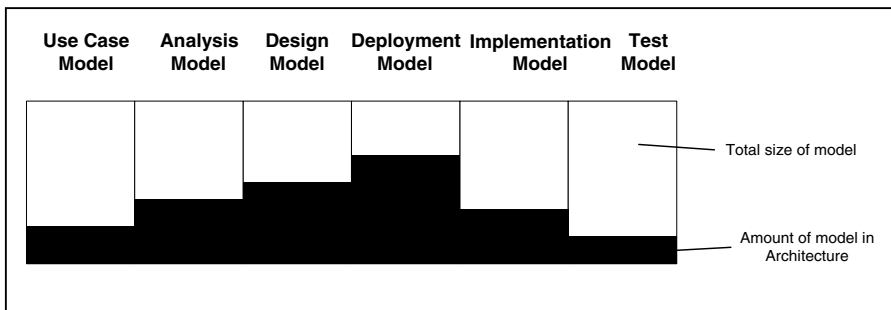 Use Case Analysis Design Deployment Implementation Test
Model Model Model Model Model Model
Total size of model
Amount of model in
Architecture